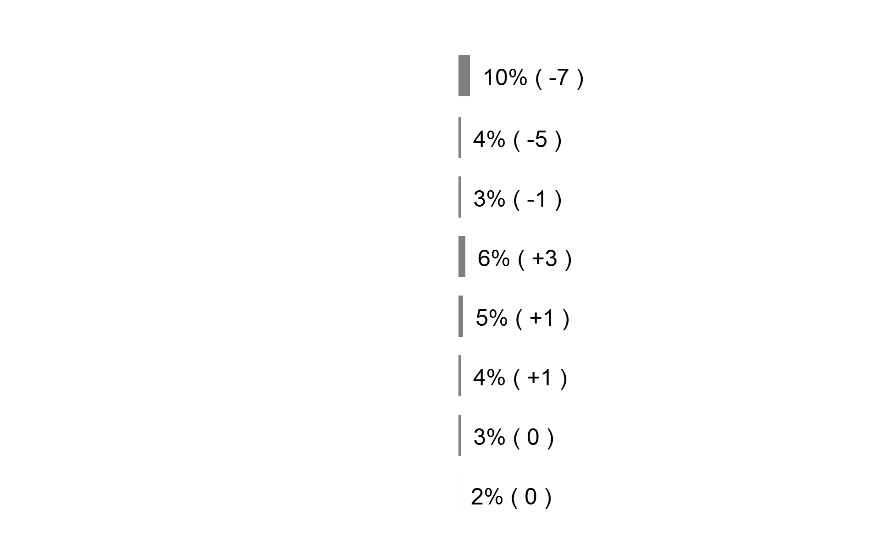 10% ( -7 )
4% ( -5 )
3% ( -1 )
6% ( +3 )
5% ( +1 )
4% ( +1 )
3% ( 0 )
2% ( 0 )